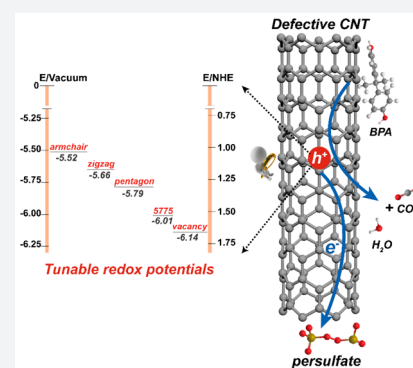 Defective CNT
E/Vacuum
E/NHE
0
-5.25
-5.50
-5.75
-6.00
-6.25
armchair
-5.52
zigzag
-5.66
pentagon
-5.79
5775
-6.01
vacancy
-6.14
0.75
1.00
1.25
1.50
1.75
Tunable redox potentials
h+
e-
BPA
+ CO
H2O
persulfate